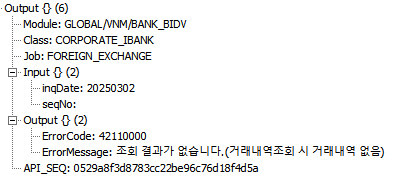 Output {} (6)
Module: GLOBAL/VNM/BANK_BIDV
Class: CORPORATE_IBANK
Job: FOREIGN_EXCHANGE
Input {} (2)
inqDate: 20250302
seqNo:
Output {} (2)
ErrorCode: 42110000
ErrorMessage: 조회 결과가 없습니다.(거래내역조회 시 거래내역 없음)
API_SEQ: 0529a8f3d8783cc22be96c76d18f4d5a